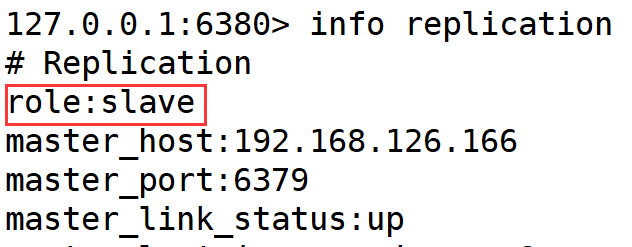 127.0.0.1:6380> info replication
# Replication
role:slave
master_host:192.168.126.166
master_port:6379
master_link_status:up